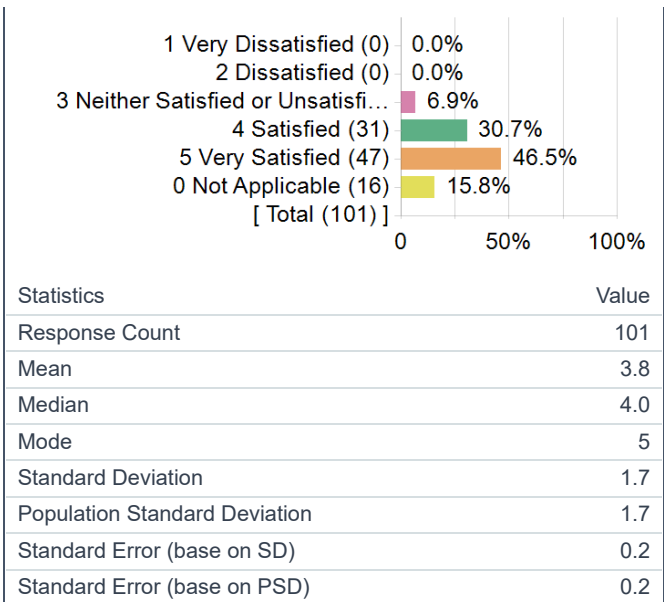 1 Very Dissatisfied (0) 0.0%
2 Dissatisfied (0) 0.0%
3 Neither Satisfied or Unsatisfi... 6.9%
4 Satisfied (31) 30.7%
5 Very Satisfied (47) 46.5%
0 Not Applicable (16) 15.8%
[ Total (101) ]
0 50% 100%
Statistics Value
Response Count 101
Mean 3.8
Median 4.0
Mode 5
Standard Deviation 1.7
Population Standard Deviation 1.7
Standard Error (base on SD) 0.2
Standard Error (base on PSD) 0.2